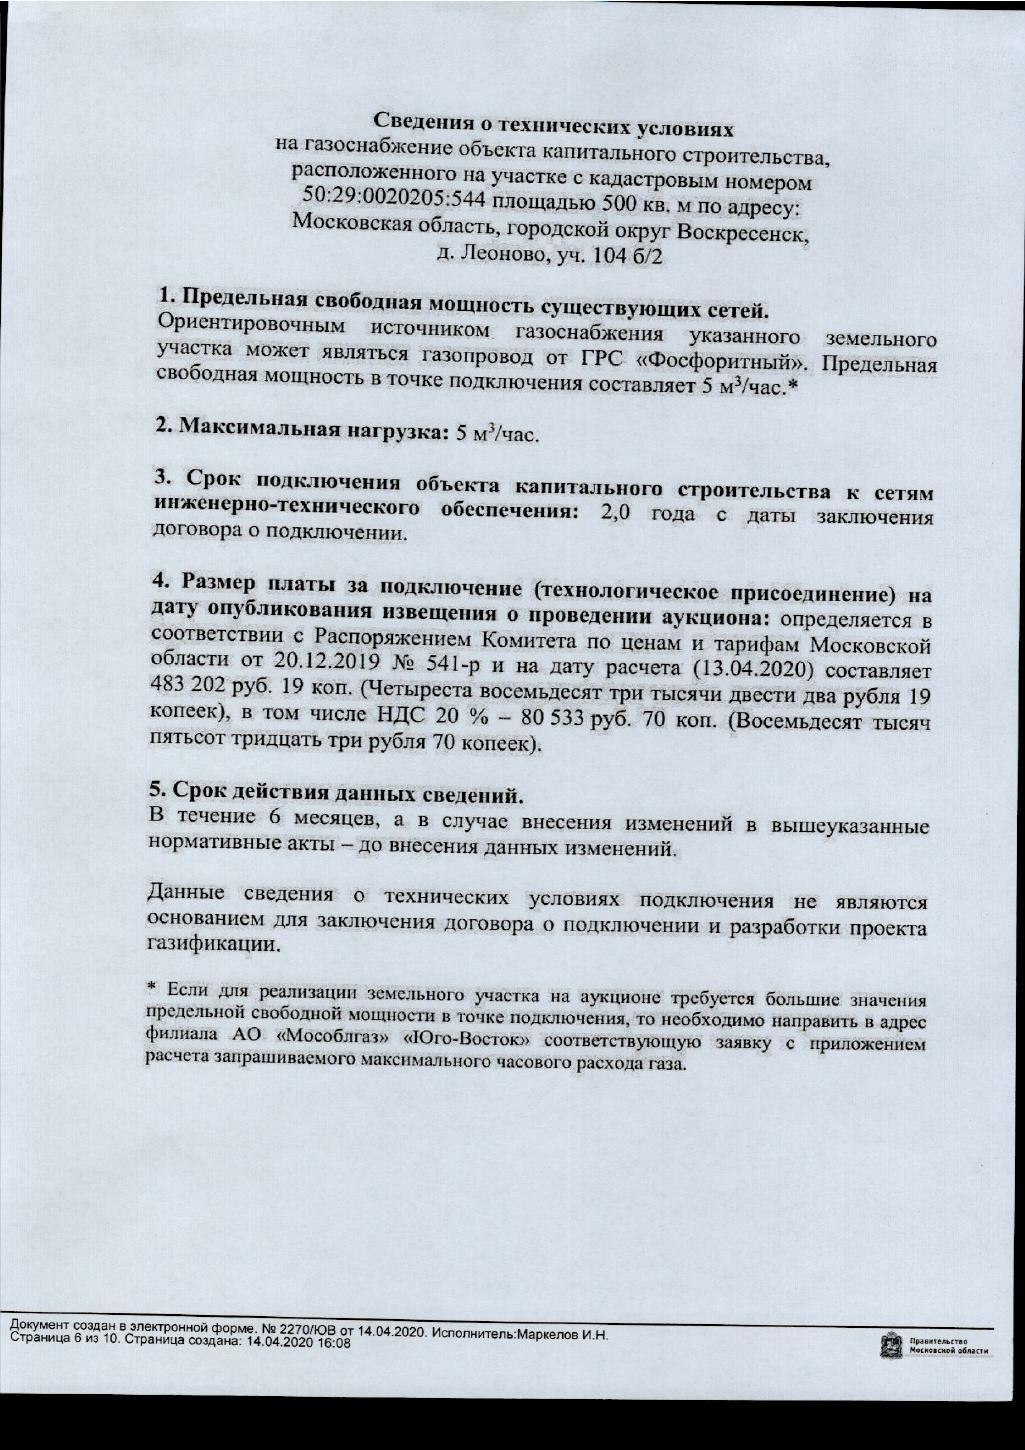 Сведения о технических условиях
на газоснабжение объекта капитального строительства,
расположенного на участке с кадастровым номером
50:29:0020205:544 площадью 500 кв. м по адресу:
Московская область, городской округ Воскресенск,
д. Леоново, уч. 104 б/2
1. Предельная свободная мощность существующих сетей.
Ориентировочным источником газоснабжения указанного земельного
участка может являться газопровод от ГРС «Фосфоритный». Предельная
свободная мощность в точке подключения составляет 5 м³/час.*
2. Максимальная нагрузка: 5 м³/час.
3. Срок подключения объекта капитального строительства к сетям
инженерно-технического обеспечения: 2,0 года с даты заключения
договора о подключении.
4. Размер платы за подключение (технологическое присоединение) на
дату опубликования извещения о проведении аукциона: определяется в
соответствии с Распоряжением Комитета по ценам и тарифам Московской
области от 20.12.2019 № 541-р и на дату расчета (13.04.2020) составляет
483 202 руб. 19 коп. (Четыреста восемьдесят три тысячи двести два рубля 19
копеек), в том числе НДС 20 % – 80 533 руб. 70 коп. (Восемьдесят тысяч
пятьсот тридцать три рубля 70 копеек).
5. Срок действия данных сведений.
В течение 6 месяцев, а в случае внесения изменений в вышеуказанные
нормативные акты – до внесения данных изменений.
Данные сведения о технических условиях подключения не являются
основанием для заключения договора о подключении и разработки проекта
газификации.
* Если для реализации земельного участка на аукционе требуется большие значения
предельной свободной мощности в точке подключения, то необходимо направить в адрес
филиала АО «Мособлгаз» «Юго-Восток» соответствующую заявку с приложением
расчета запрашиваемого максимального часового расхода газа.
Документ создан в электронной форме. № 2270/ЮВ от 14.04.2020. Исполнитель:Маркелов И.Н.
Страница 6 из 10. Страница создана: 14.04.2020 16:08
Правительство
Московской области